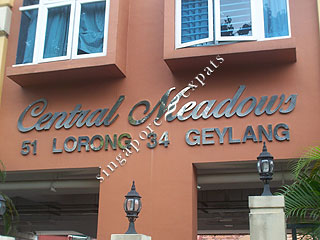 Central Meadows
51 LORONG 34 GEYLANG
singaporeexpats